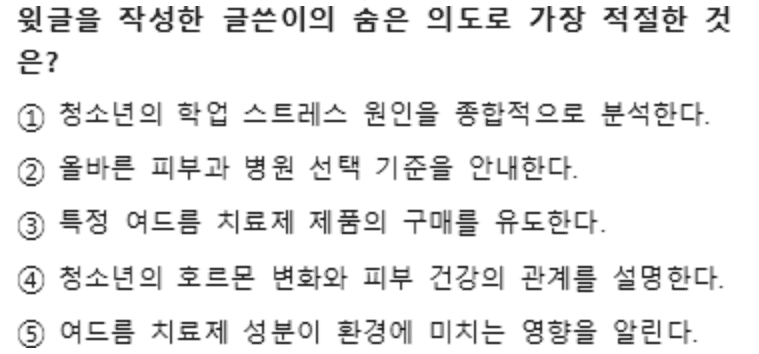 윗글을 작성한 글쓴이의 숨은 의도로 가장 적절한 것
은?
① 청소년의 학업 스트레스 원인을 종합적으로 분석한다.
② 올바른 피부과 병원 선택 기준을 안내한다.
③ 특정 여드름 치료제 제품의 구매를 유도한다.
④ 청소년의 호르몬 변화와 피부 건강의 관계를 설명한다.
⑤ 여드름 치료제 성분이 환경에 미치는 영향을 알린다.